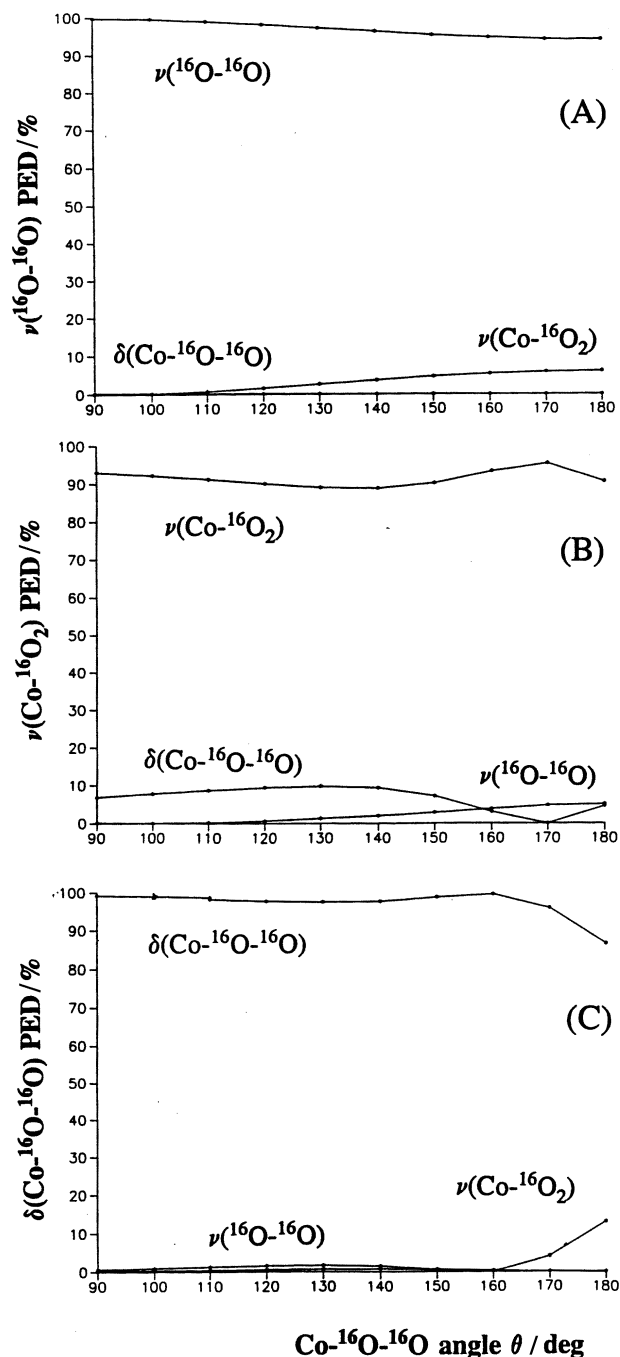 100
90
80
70
60
50
40
30
20
10
0
ν(¹⁶O-¹⁶O) PED/%
ν(¹⁶O-¹⁶O)
(A)
δ(Co-¹⁶O-¹⁶O)
ν(Co-¹⁶O₂)
90 100 110 120 130 140 150 160 170 180
100
90
80
70
60
50
40
30
20
10
0
ν(Co-¹⁶O₂) PED/%
ν(Co-¹⁶O₂)
(B)
δ(Co-¹⁶O-¹⁶O)
ν(¹⁶O-¹⁶O)
90 100 110 120 130 140 150 160 170 180
100
90
80
70
60
50
40
30
20
10
0
δ(Co-¹⁶O-¹⁶O) PED/%
δ(Co-¹⁶O-¹⁶O)
(C)
ν(Co-¹⁶O₂)
ν(¹⁶O-¹⁶O)
90 100 110 120 130 140 150 160 170 180
Co-¹⁶O-¹⁶O angle θ / deg